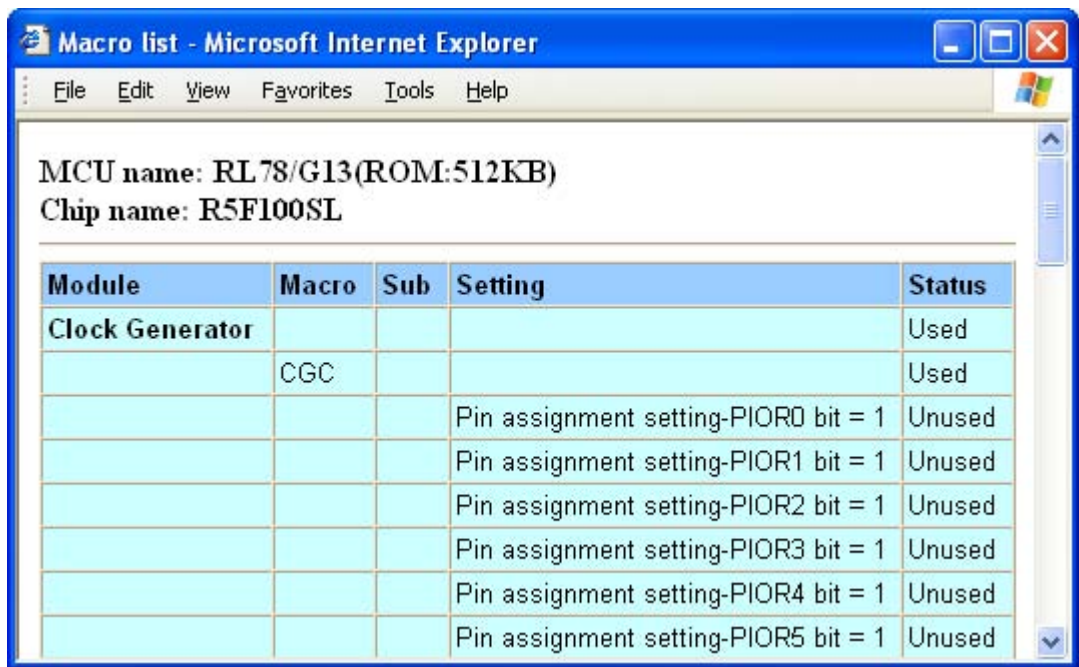 Macro list - Microsoft Internet Explorer
File Edit View Favorites Tools Help
MCU name: RL78/G13(ROM:512KB)
Chip name: R5F100SL
Module Macro Sub Setting Status
Clock Generator Used
CGC Used
Pin assignment setting-PIOR0 bit = 1 Unused
Pin assignment setting-PIOR1 bit = 1 Unused
Pin assignment setting-PIOR2 bit = 1 Unused
Pin assignment setting-PIOR3 bit = 1 Unused
Pin assignment setting-PIOR4 bit = 1 Unused
Pin assignment setting-PIOR5 bit = 1 Unused